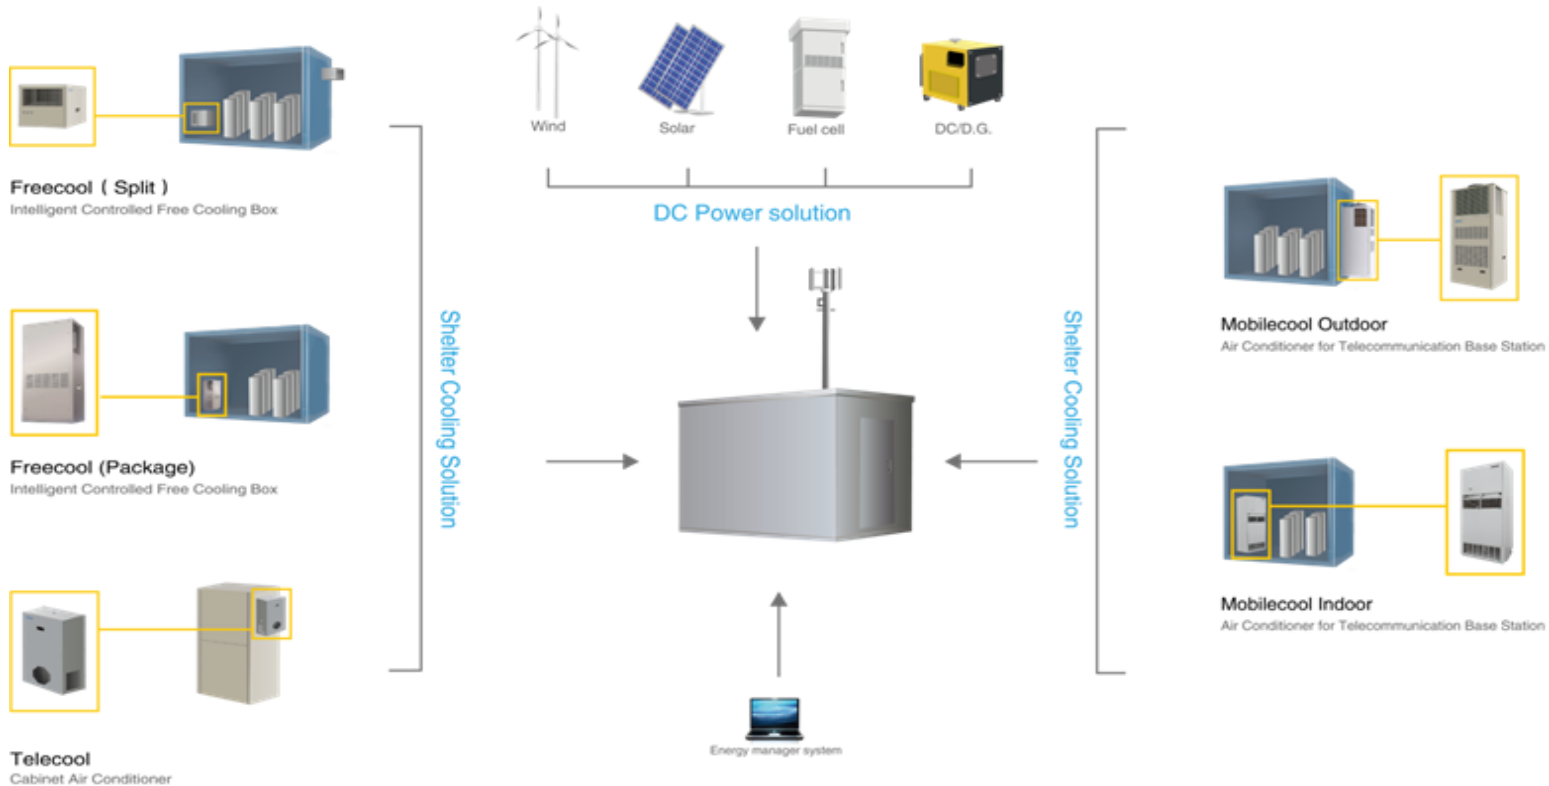 Wind
Solar
Fuel cell
DC/D.G.
DC Power solution
Freecool ( Split )
Intelligent Controlled Free Cooling Box
Freecool (Package)
Intelligent Controlled Free Cooling Box
Telecool
Cabinet Air Conditioner
Shelter Cooling Solution
Shelter Cooling Solution
Mobilecool Outdoor
Air Conditioner for Telecommunication Base Station
Mobilecool Indoor
Air Conditioner for Telecommunication Base Station
Energy manager system